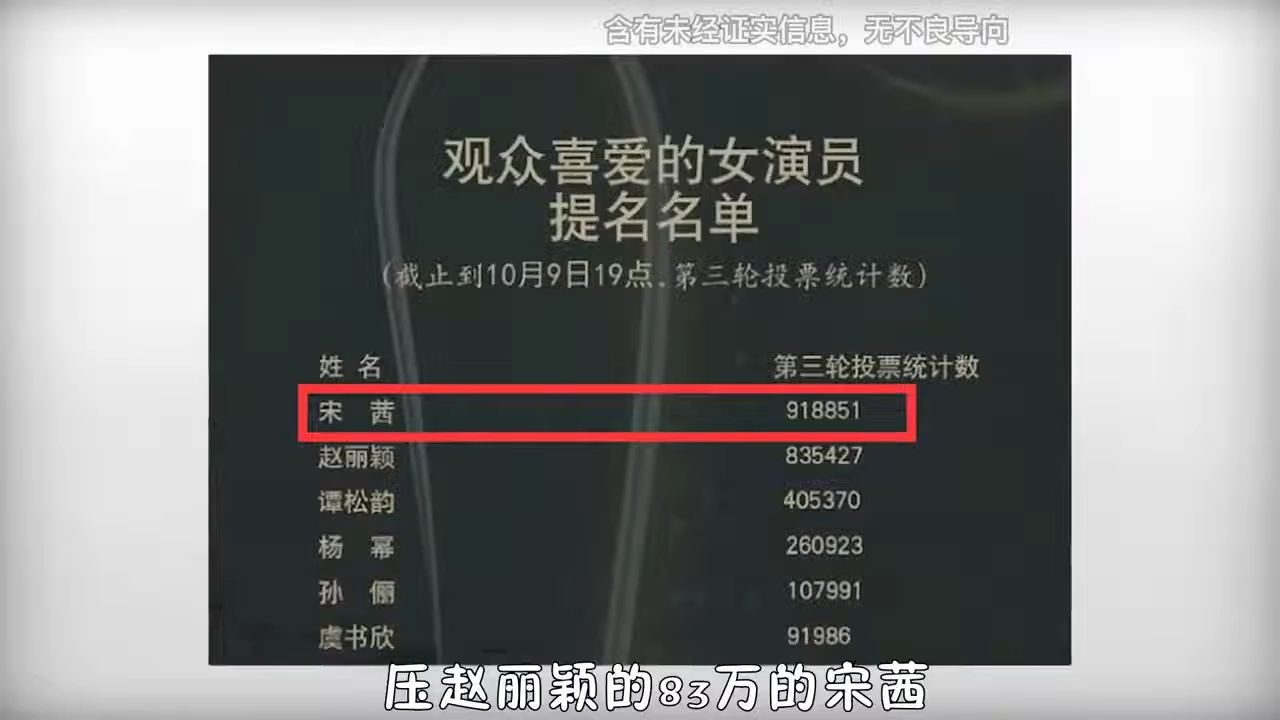 含有未经证实信息，无不良导向
观众喜爱的女演员
提名名单
（截止到10月9日19点.第三轮投票统计数）
姓 名 第三轮投票统计数
宋 茜 918851
赵丽颖 835427
谭松韵 405370
杨 幂 260923
孙 俪 107991
虞书欣 91986
压赵丽颖的83万的宋茜